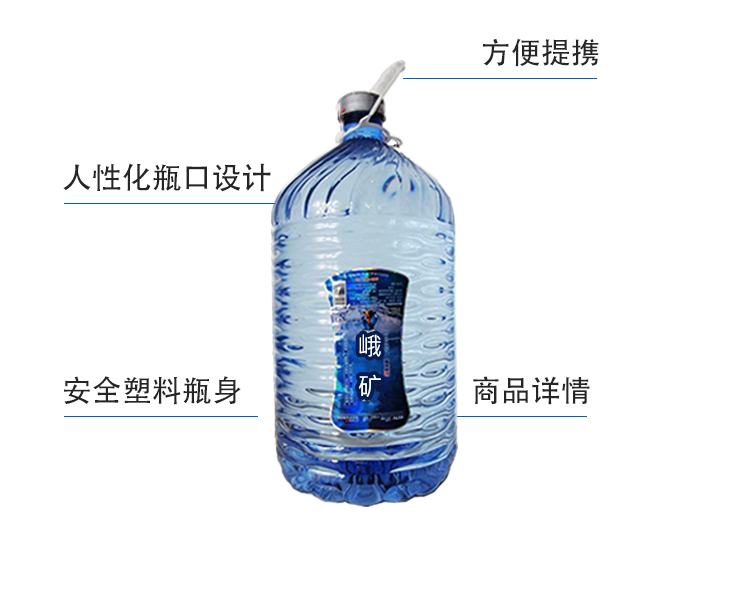 方便提携
人性化瓶口设计
峨
矿
安全塑料瓶身
商品详情